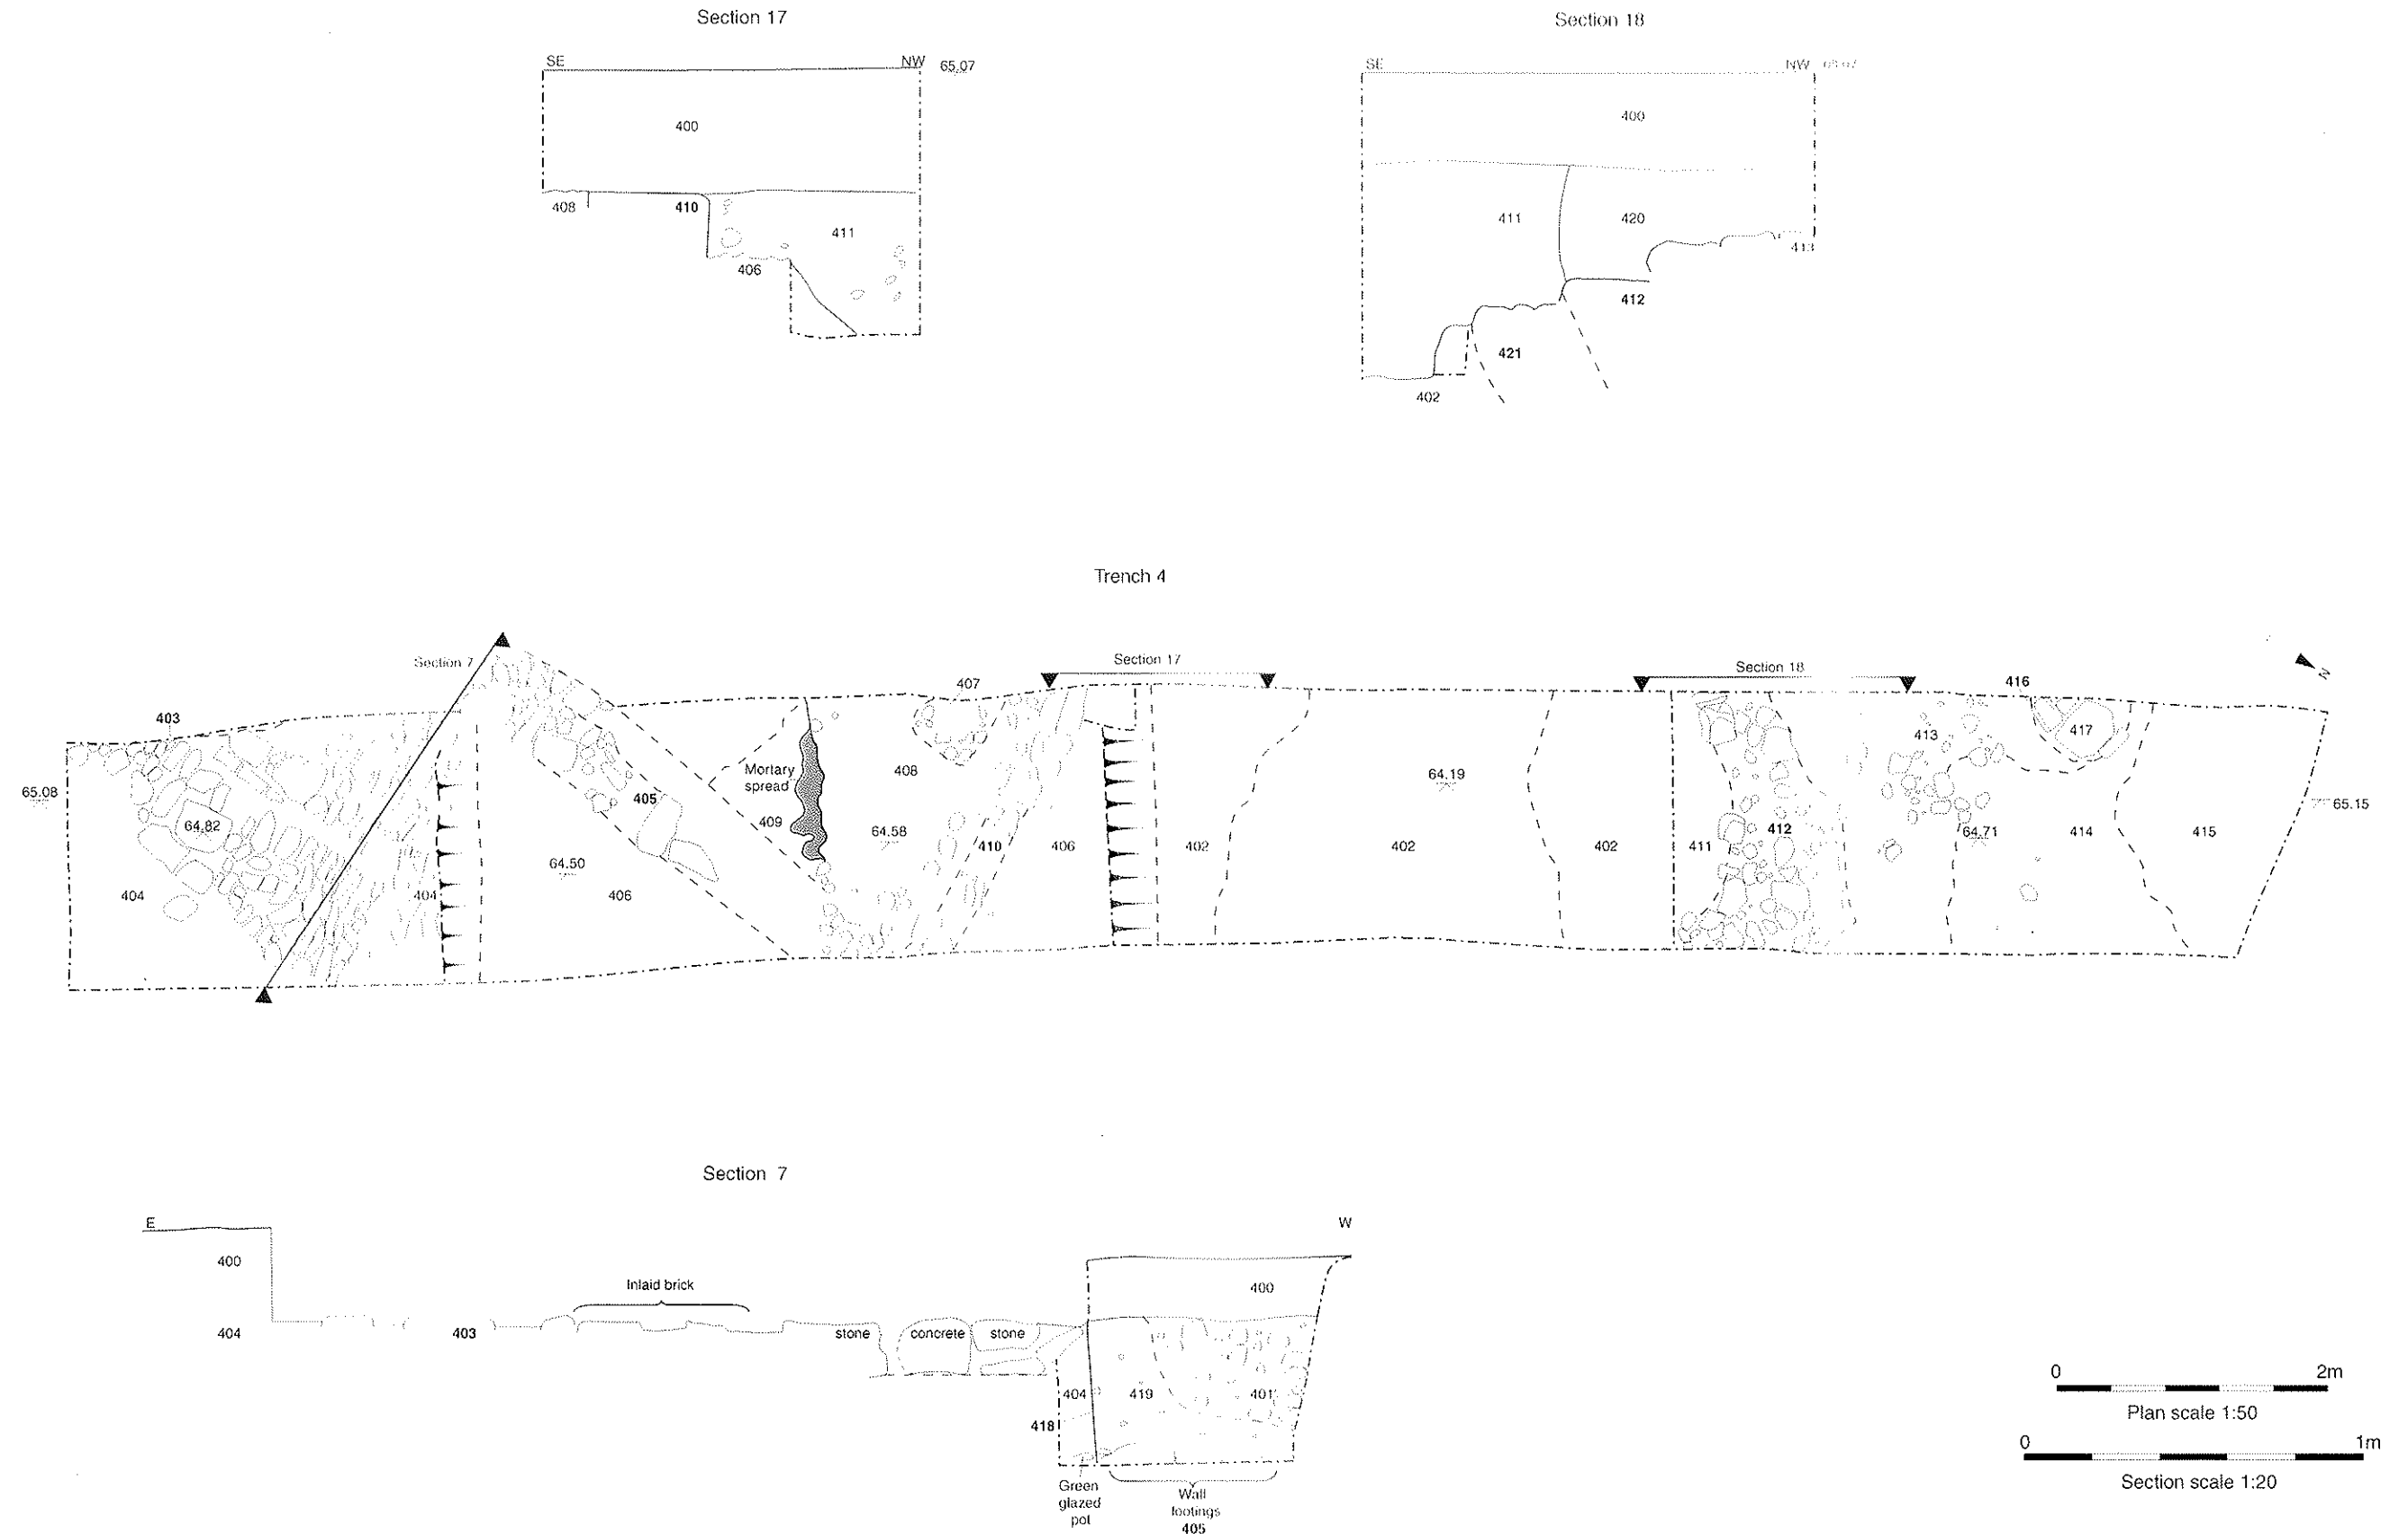 Section 17
Section 18
SE
NW
65.07
400
408
410
411
406
SE
NW
65.07
400
411
420
413
412
421
402
Trench 4
Section 7
403
65.08
64.82
404
404
64.50
406
405
Mortary
spread
409
407
408
64.58
410
406
Section 17
402
402
64.19
402
Section 18
411
412
413
416
417
64.71
414
415
N
65.15
Section 7
E
W
400
404
Inlaid brick
403
stone
concrete
stone
400
404
419
401
418
Green
glazed
pot
Wall
footings
405
0
2m
Plan scale 1:50
0
1m
Section scale 1:20